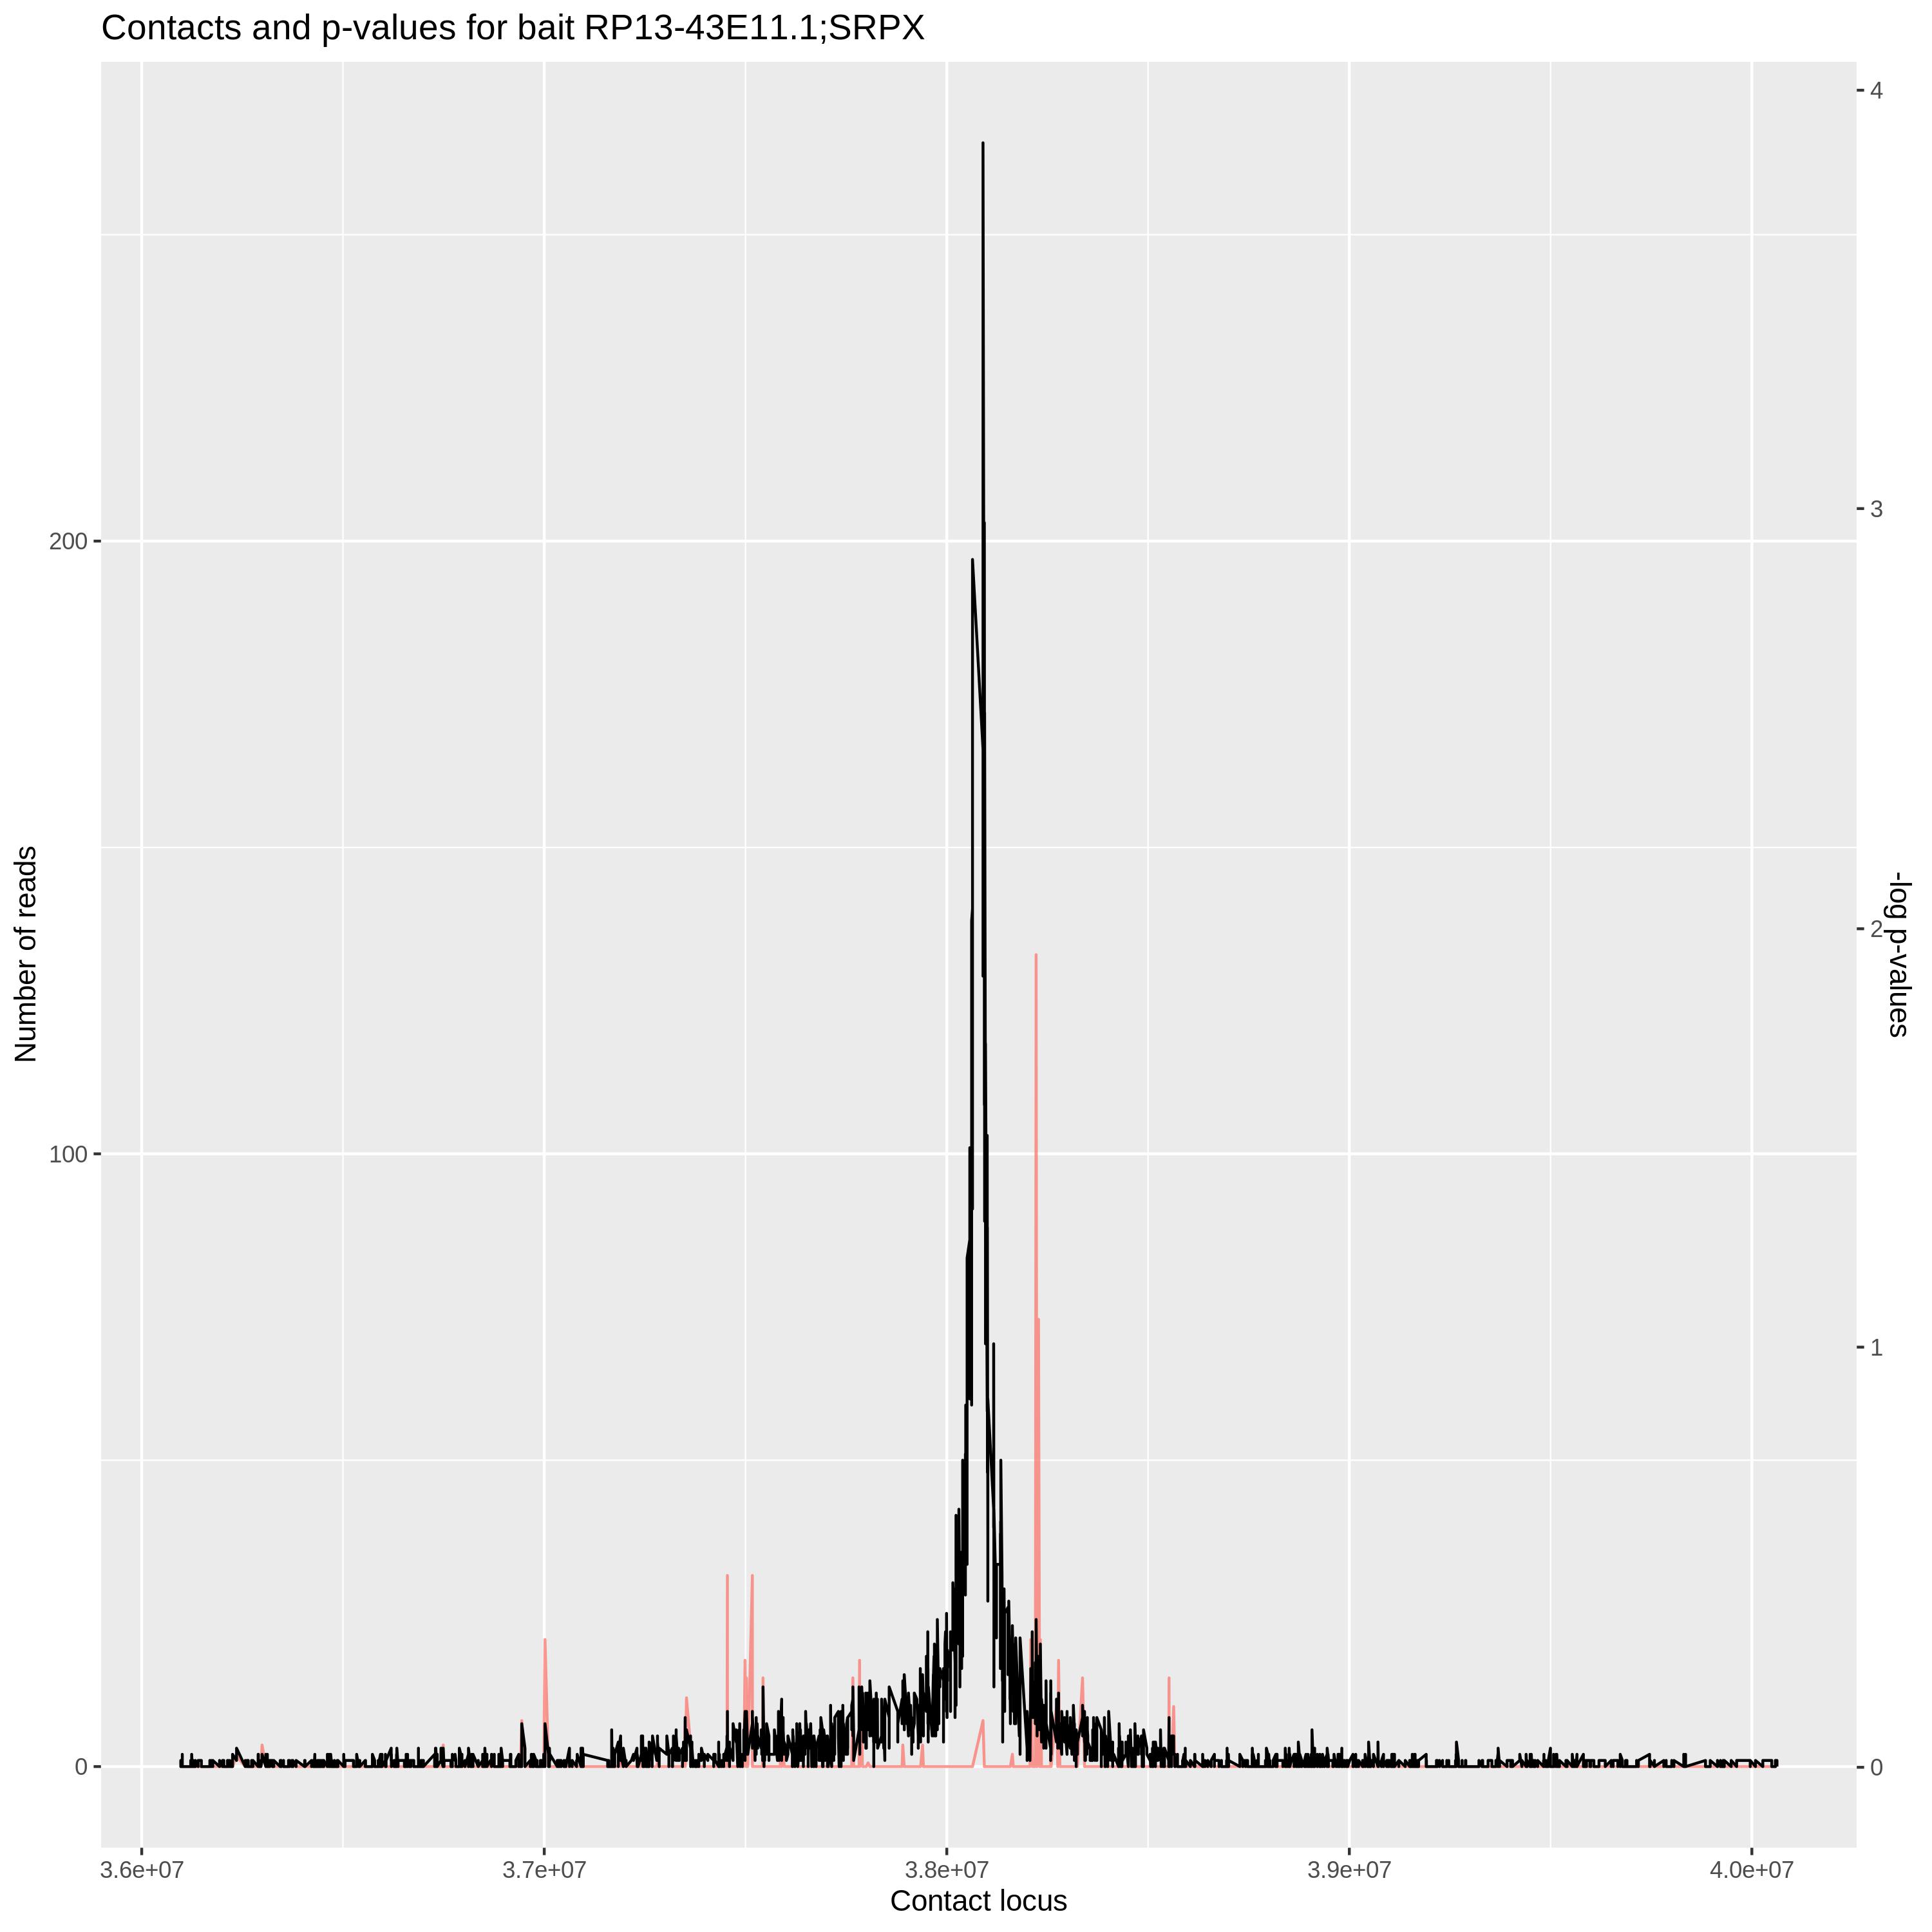 Contacts and p-values for bait RP13-43E11.1;SRPX
4
3
200
2
-log p-values
Number of reads
100
1
0
0
3.6e+07
3.7e+07
3.8e+07
3.9e+07
4.0e+07
Contact locus